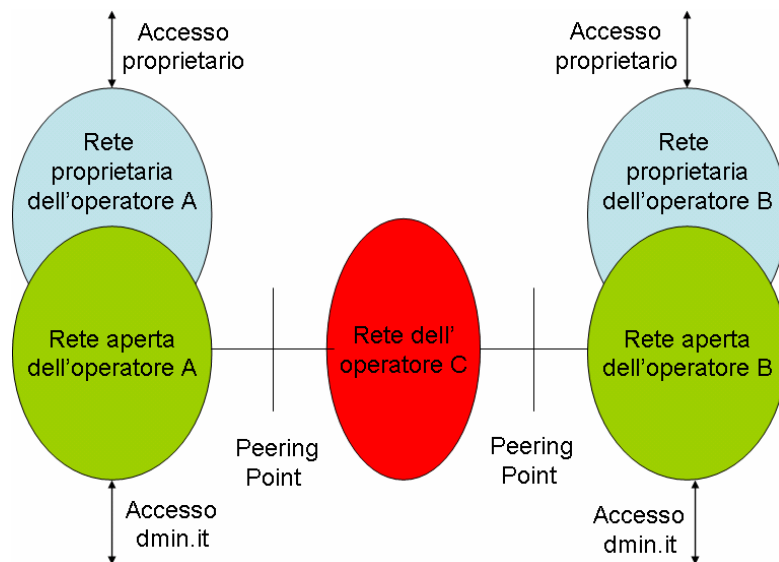 Accesso
proprietario
Accesso
proprietario
Rete
proprietaria
dell'operatore A
Rete
proprietaria
dell'operatore B
Rete aperta
dell'operatore A
Rete dell'
operatore C
Rete aperta
dell'operatore B
Peering
Point
Peering
Point
Accesso
dmin.it
Accesso
dmin.it